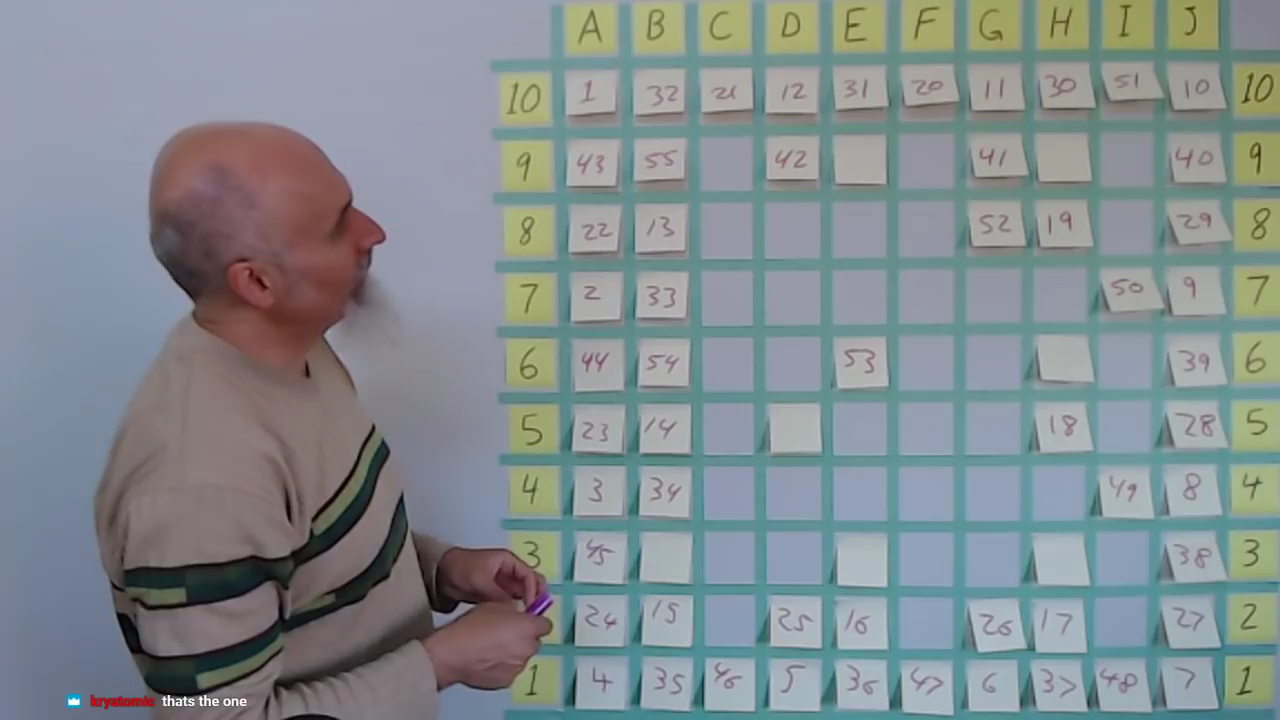 A B C D E F G H I J
10 1 32 21 12 31 20 11 30 51 10 10
9 43 55 42 41 40 9
8 22 13 52 19 29 8
7 2 33 50 9 7
6 44 54 53 39 6
5 23 14 18 28 5
4 3 34 49 8 4
3 45 38 3
2 24 15 25 16 26 17 27 2
1 4 35 46 5 36 47 6 37 48 7 1
kryatomic thats the one